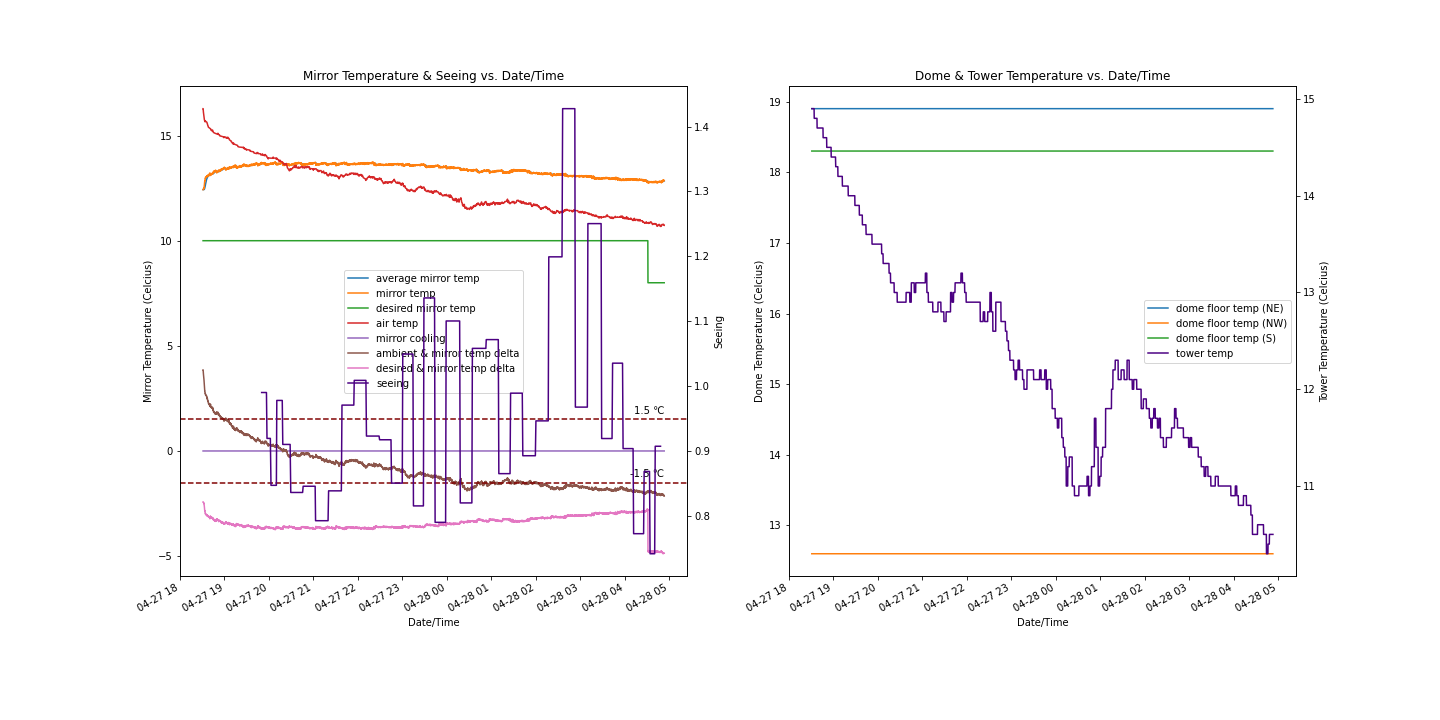 Mirror Temperature & Seeing vs. Date/Time
Mirror Temperature (Celcius)
15
10
5
0
−5
1.4
1.3
1.2
1.1
1.0
0.9
0.8
Seeing
average mirror temp
mirror temp
desired mirror temp
air temp
mirror cooling
ambient & mirror temp delta
desired & mirror temp delta
seeing
1.5 ℃
-1.5 ℃
04-27 18
04-27 19
04-27 20
04-27 21
04-27 22
04-27 23
04-28 00
04-28 01
04-28 02
04-28 03
04-28 04
04-28 05
Date/Time
Dome & Tower Temperature vs. Date/Time
Dome Temperature (Celcius)
19
18
17
16
15
14
13
15
14
13
12
11
Tower Temperature (Celcius)
dome floor temp (NE)
dome floor temp (NW)
dome floor temp (S)
tower temp
04-27 18
04-27 19
04-27 20
04-27 21
04-27 22
04-27 23
04-28 00
04-28 01
04-28 02
04-28 03
04-28 04
04-28 05
Date/Time